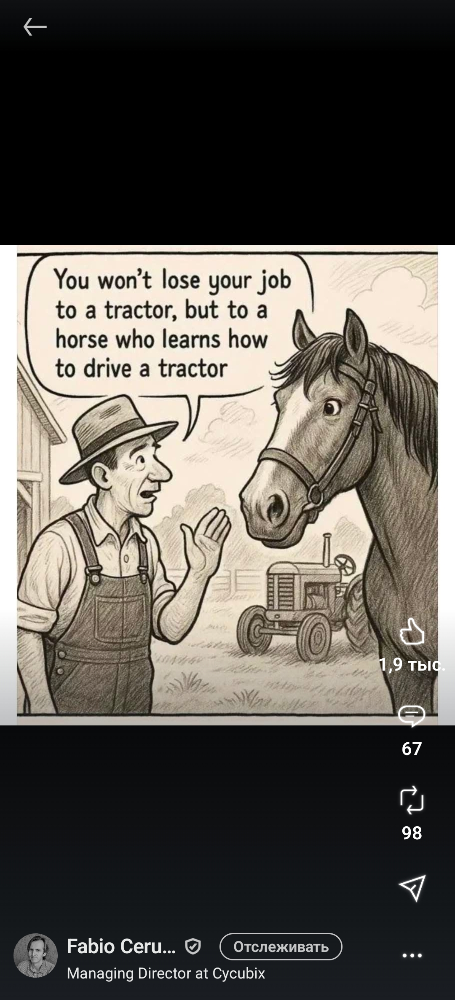 You won't lose your job
to a tractor, but to a
horse who learns how
to drive a tractor
1,9 тыс.
67
98
Fabio Ceru...
Отслеживать
Managing Director at Cycubix